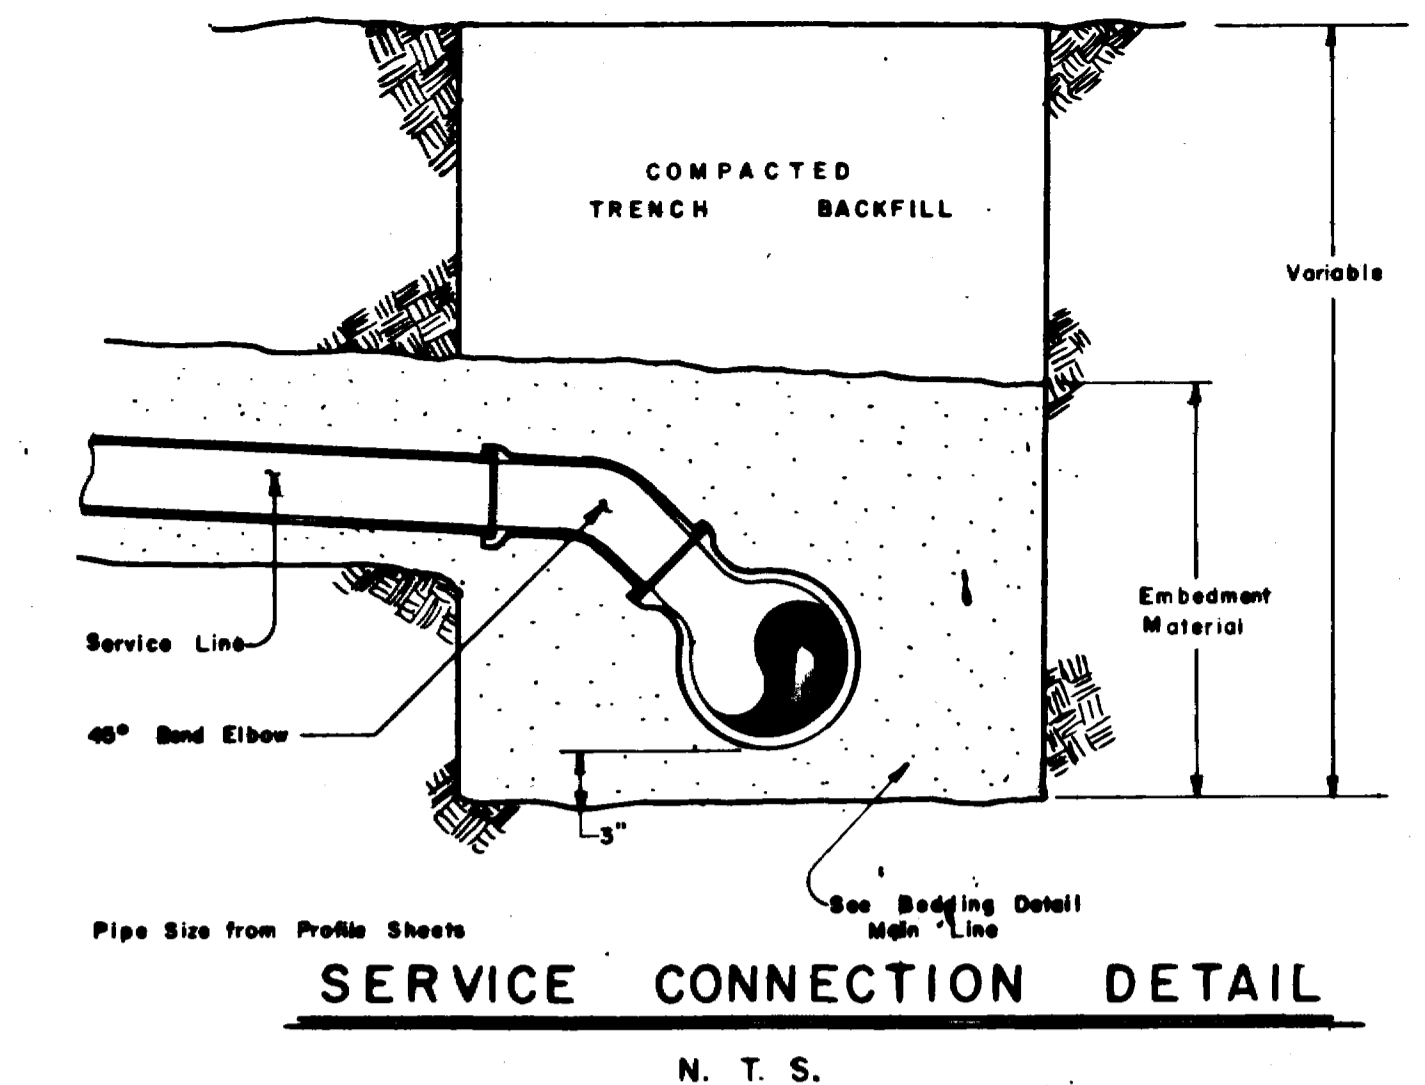 COMPACTED
TRENCH BACKFILL
Variable
Embedment
Material
Service Line
45° Bend Elbow
3"
See Bedding Detail
Main Line
Pipe Size from Profile Sheets
SERVICE CONNECTION DETAIL
N. T. S.